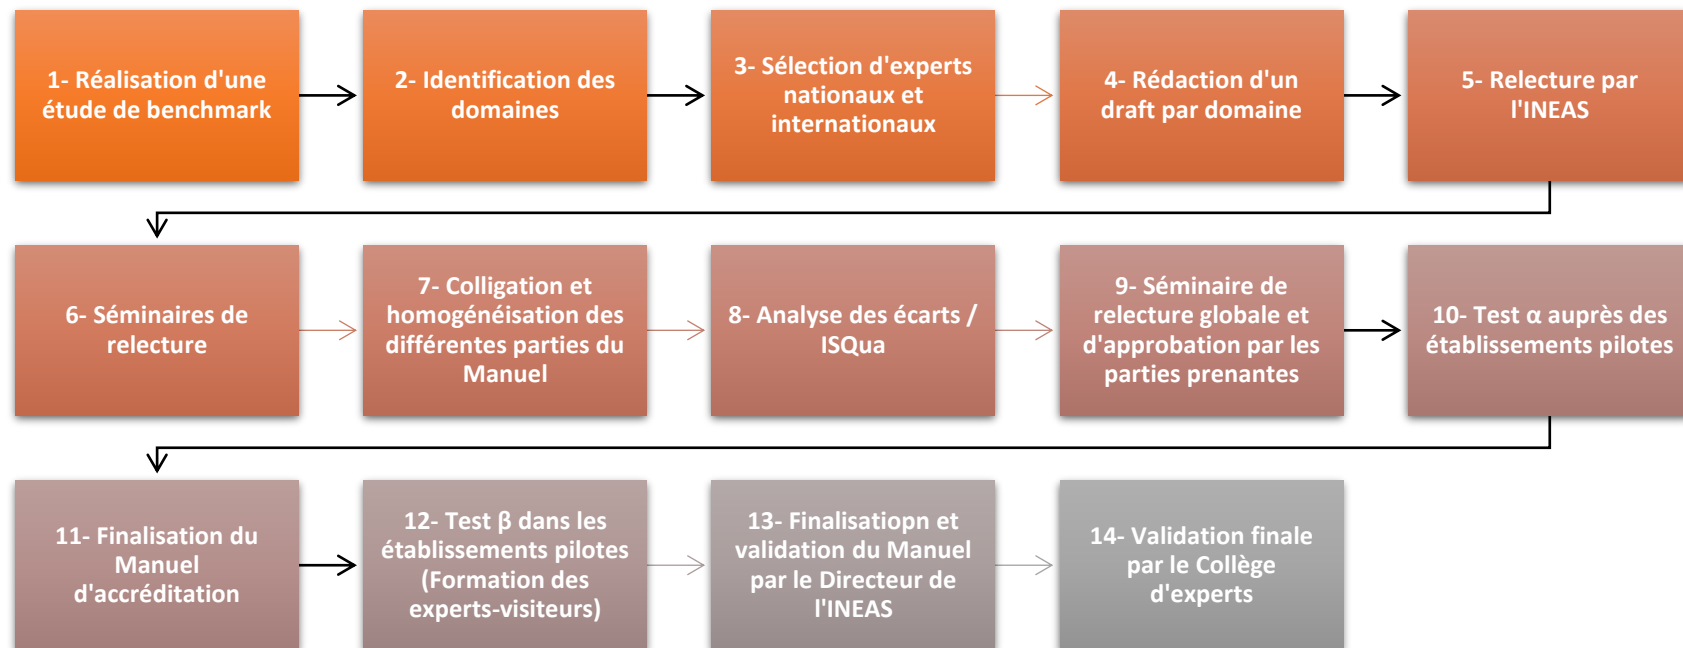 1- Réalisation d'une
étude de benchmark
2- Identification des
domaines
3- Sélection d'experts
nationaux et
internationaux
4- Rédaction d'un
draft par domaine
5- Relecture par
l'INEAS
6- Séminaires de
relecture
7- Colligation et
homogénéisation des
différentes parties du
Manuel
8- Analyse des écarts /
ISQua
9- Séminaire de
relecture globale et
d'approbation par les
parties prenantes
10- Test α auprès des
établissements pilotes
11- Finalisation du
Manuel
d'accréditation
12- Test β dans les
établissements pilotes
(Formation des
experts-visiteurs)
13- Finalisatiopn et
validation du Manuel
par le Directeur de
l'INEAS
14- Validation finale
par le Collège
d'experts